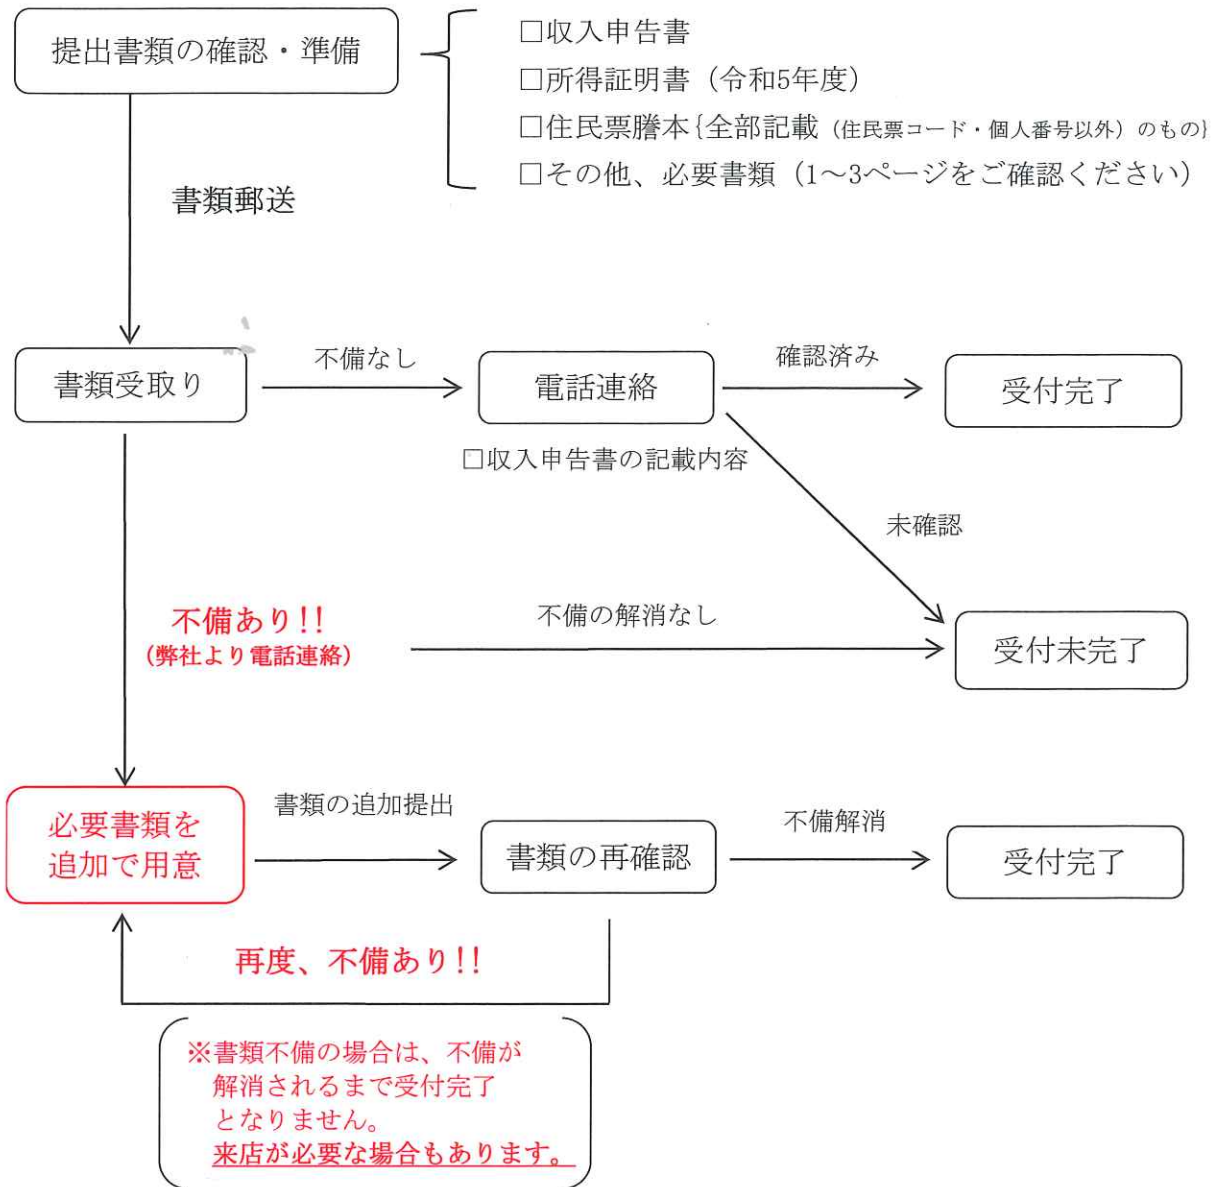 提出書類の確認・準備
□収入申告書
□所得証明書（令和5年度）
□住民票謄本{全部記載（住民票コード・個人番号以外）のもの}
□その他、必要書類（1～3ページをご確認ください）
書類郵送
書類受取り
不備なし
電話連絡
確認済み
受付完了
□収入申告書の記載内容
未確認
不備あり!!
（弊社より電話連絡）
不備の解消なし
受付未完了
必要書類を
追加で用意
書類の追加提出
書類の再確認
不備解消
受付完了
再度、不備あり!!
※書類不備の場合は、不備が
解消されるまで受付完了
となりません。
来店が必要な場合もあります。